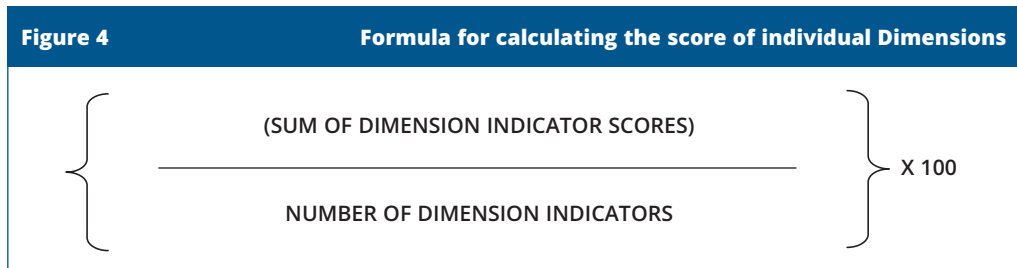 Figure 4 Formula for calculating the score of individual Dimensions
(SUM OF DIMENSION INDICATOR SCORES)
X 100
NUMBER OF DIMENSION INDICATORS